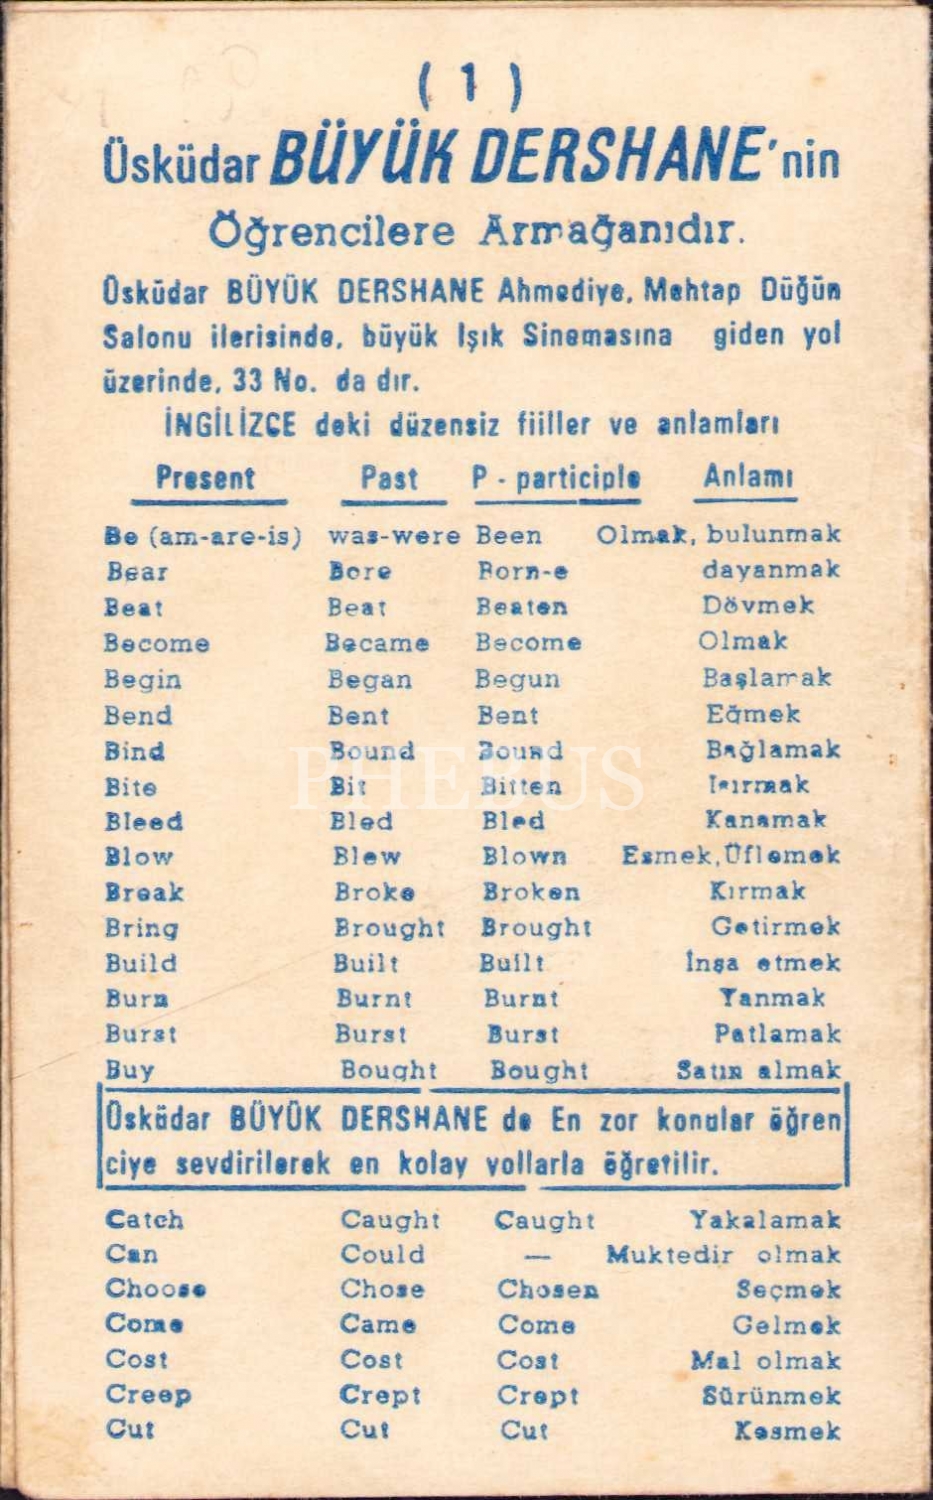 ( 1 )
Üsküdar BÜYÜK DERSHANE'nin
Öğrencilere Armağanıdır.
Üsküdar BÜYÜK DERSHANE Ahmediye, Mehtap Düğün
Salonu ilerisinde, büyük Işık Sinemasına giden yol
üzerinde, 33 No. da dır.
İNGİLİZCE deki düzensiz fiiller ve anlamları
Present Past P - participle Anlamı
Be (am-are-is) was-were Been Olmak, bulunmak
Bear Bore Born-e dayanmak
Beat Beat Beaten Dövmek
Become Became Become Olmak
Begin Began Begun Başlamak
Bend Bent Bent Eğmek
Bind Bound Bound Bağlamak
PHEBUS
Bite Bit Bitten Isırmak
Bleed Bled Bled Kanamak
Blow Blew Blown Esmek,Üflemek
Break Broke Broken Kırmak
Bring Brought Brought Getirmek
Build Built Built İnşa etmek
Burn Burnt Burnt Yanmak
Burst Burst Burst Patlamak
Buy Bought Bought Satın almak
Üsküdar BÜYÜK DERSHANE de En zor konular öğren
ciye sevdirilerek en kolay yollarla öğretilir.
Catch Caught Caught Yakalamak
Can Could — Muktedir olmak
Choose Chose Chosen Seçmek
Come Came Come Gelmek
Cost Cost Cost Mal olmak
Creep Crept Crept Sürünmek
Cut Cut Cut Kesmek